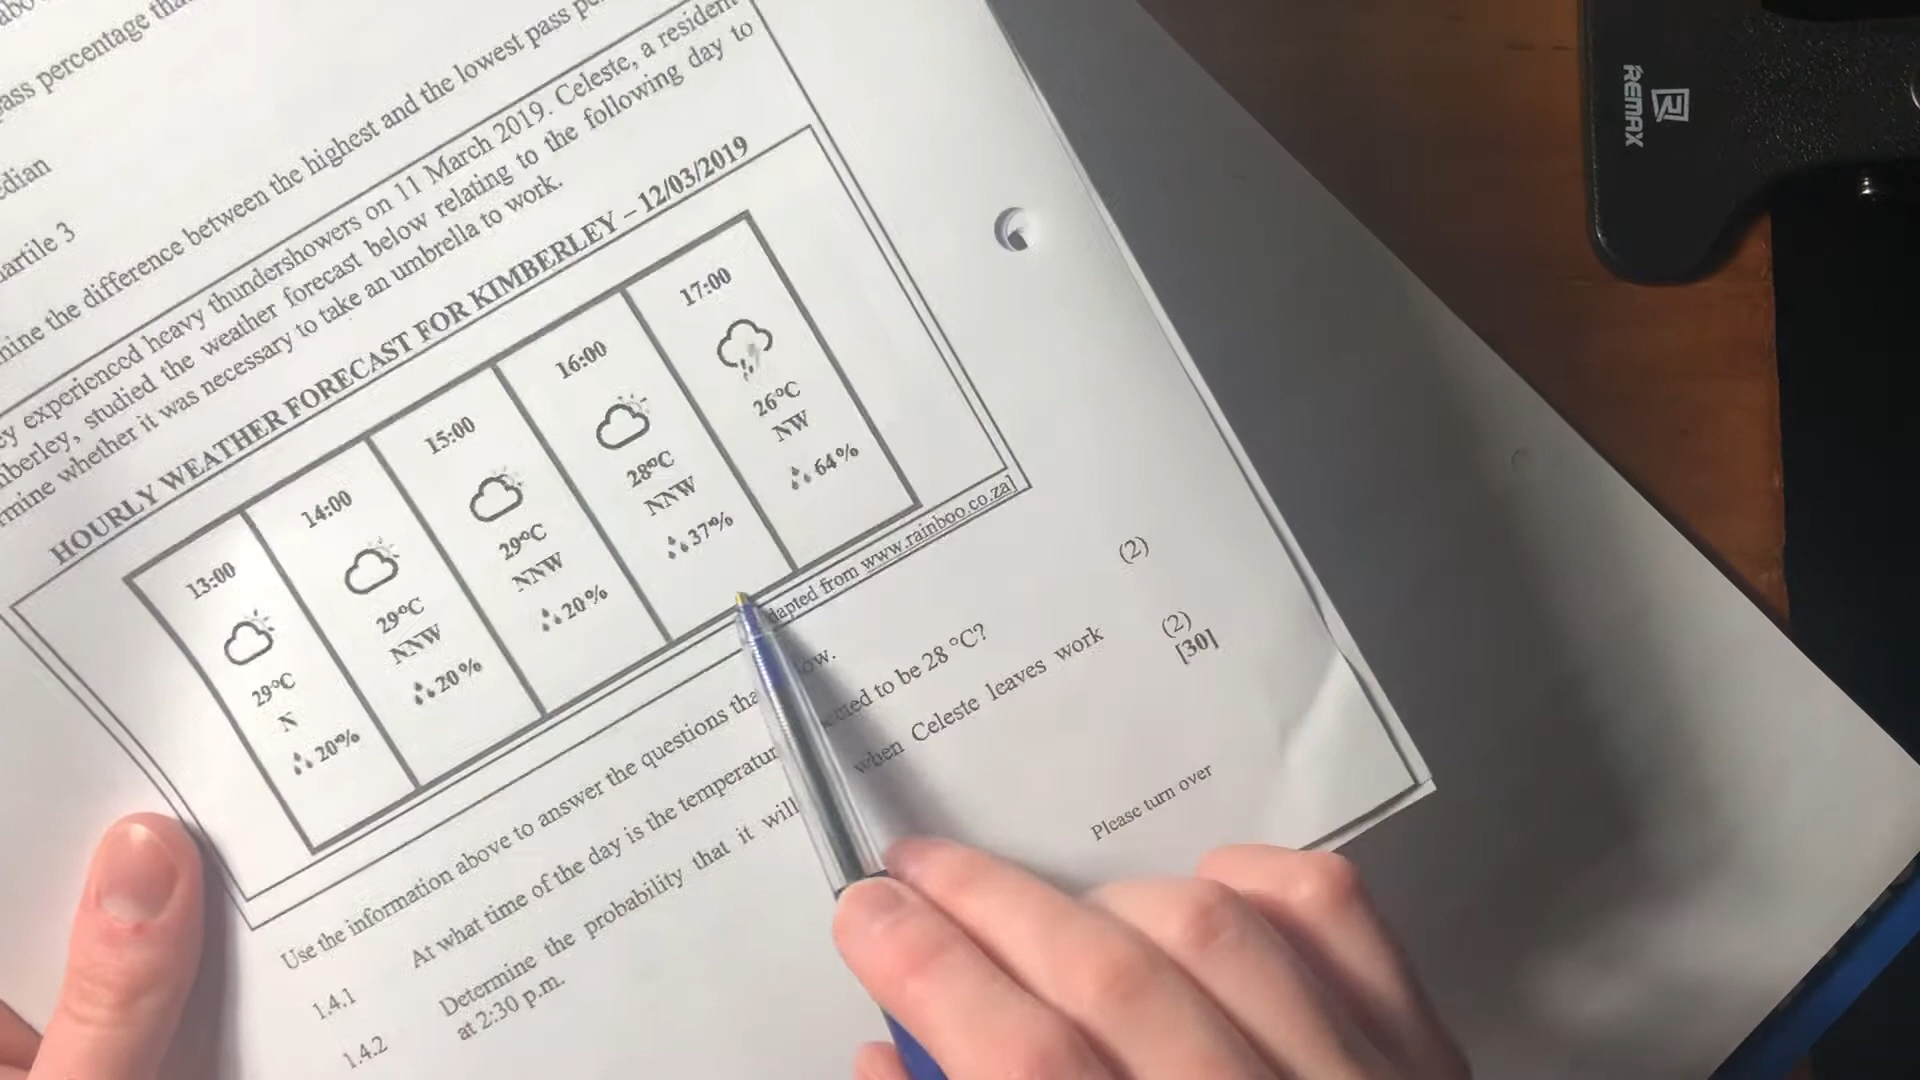 ass percentage tha
edian
artile 3
mine the difference between the highest and the lowest pass pe
ey experienced heavy thundershowers on 11 March 2019. Celeste, a resident
mberley, studied the weather forecast below relating to the following day to
rmine whether it was necessary to take an umbrella to work.
HOURLY WEATHER FORECAST FOR KIMBERLEY – 12/03/2019
13:00
29°C
N
20%
14:00
29°C
NNW
20%
15:00
29°C
NNW
20%
16:00
28°C
NNW
37%
17:00
26°C
NW
64%
dapted from www.rainboo.co.za]
Use the information above to answer the questions tha low.
1.4.1 At what time of the day is the temperatur cted to be 28 °C? (2)
1.4.2 Determine the probability that it will when Celeste leaves work
at 2:30 p.m. (2)
[30]
Please turn over
REMAX